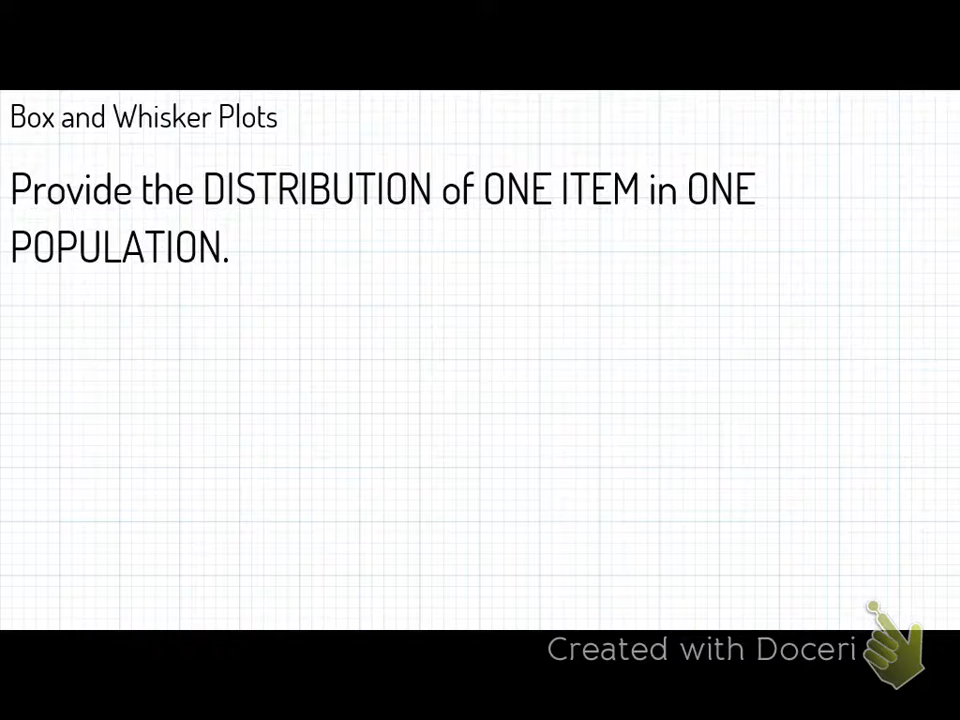 Box and Whisker Plots
Provide the DISTRIBUTION of ONE ITEM in ONE
POPULATION.
Created with Doceri